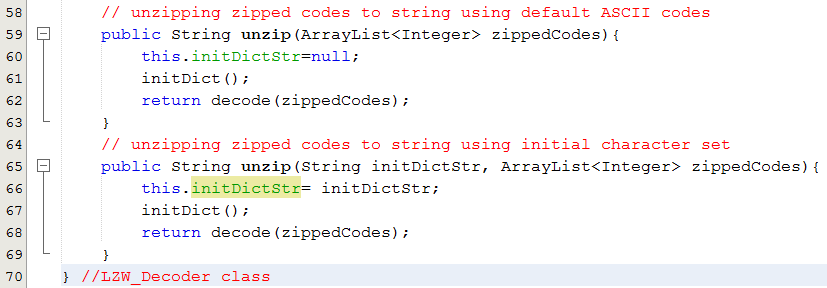 58 // unzipping zipped codes to string using default ASCII codes
59 public String unzip(ArrayList<Integer> zippedCodes){
60 this.initDictStr=null;
61 initDict();
62 return decode(zippedCodes);
63 }
64 // unzipping zipped codes to string using initial character set
65 public String unzip(String initDictStr, ArrayList<Integer> zippedCodes){
66 this.initDictStr= initDictStr;
67 initDict();
68 return decode(zippedCodes);
69 }
70 } //LZW_Decoder class